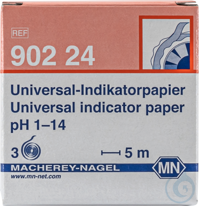 REF
902 24
Universal-Indikatorpapier
Universal indicator paper
pH 1–14
3 5 m
MACHEREY-NAGEL
www.mn-net.com
MN